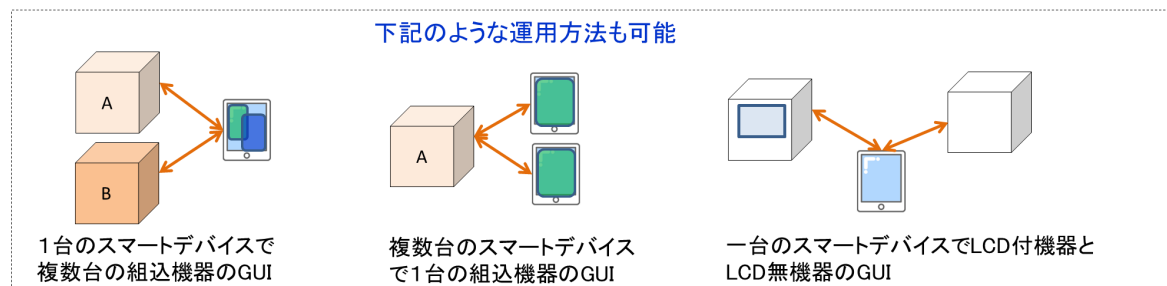 下記のような運用方法も可能
A
B
1台のスマートデバイスで
複数台の組込機器のGUI
A
複数台のスマートデバイス
で1台の組込機器のGUI
一台のスマートデバイスでLCD付機器と
LCD無機器のGUI